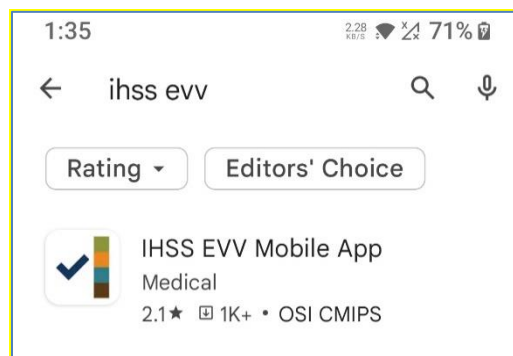 1:35 2.28 KB/S 71%
ihss evv
Rating Editors' Choice
IHSS EVV Mobile App
Medical
2.1★ 1K+ • OSI CMIPS